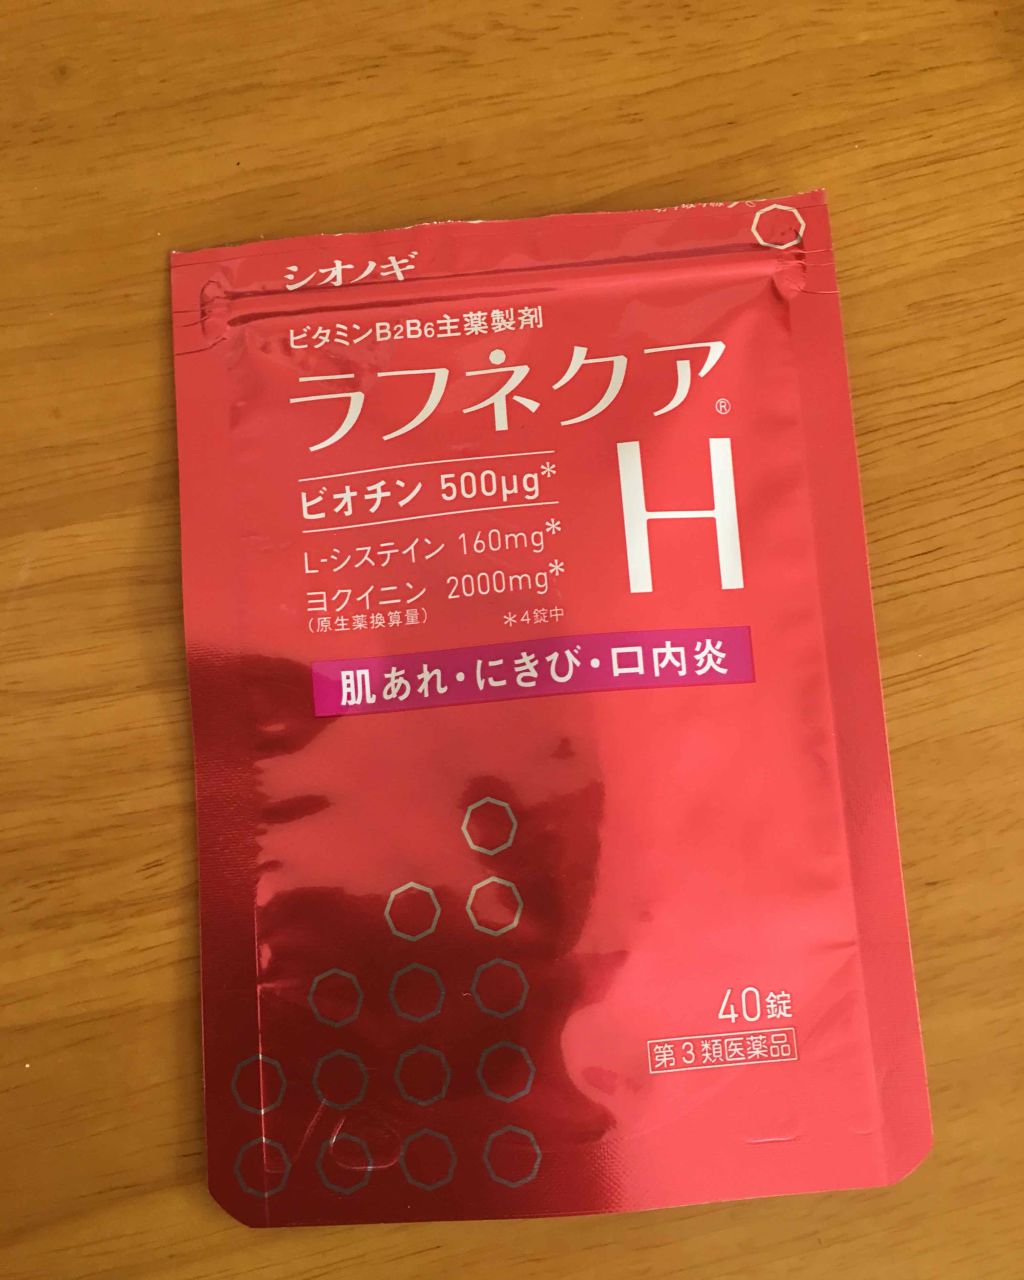 シオノギ
ビタミンB2B6主薬製剤
ラフネクア®
H
ビオチン 500μg*
L-システイン 160mg*
ヨクイニン 2000mg*
(原生薬換算量) *4錠中
肌あれ・にきび・口内炎
40錠
第3類医薬品